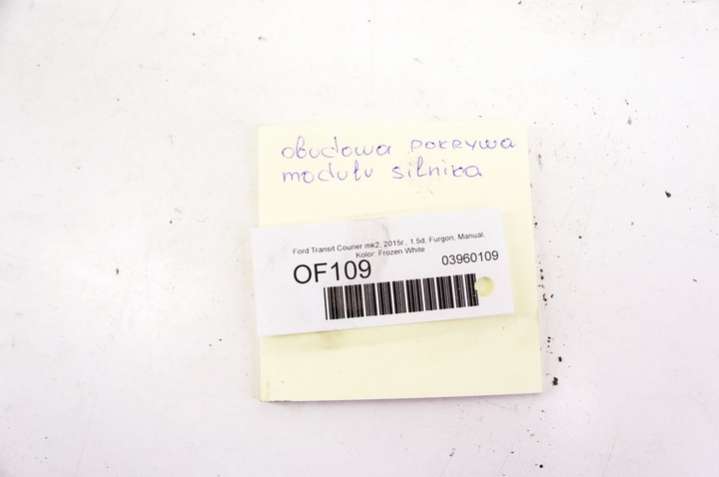 obudowa pokrywa
modułu silnika
Ford Transit Courier mk2, 2015r., 1.5d, Furgon, Manual,
Kolor: Frozen White
OF109
03960109